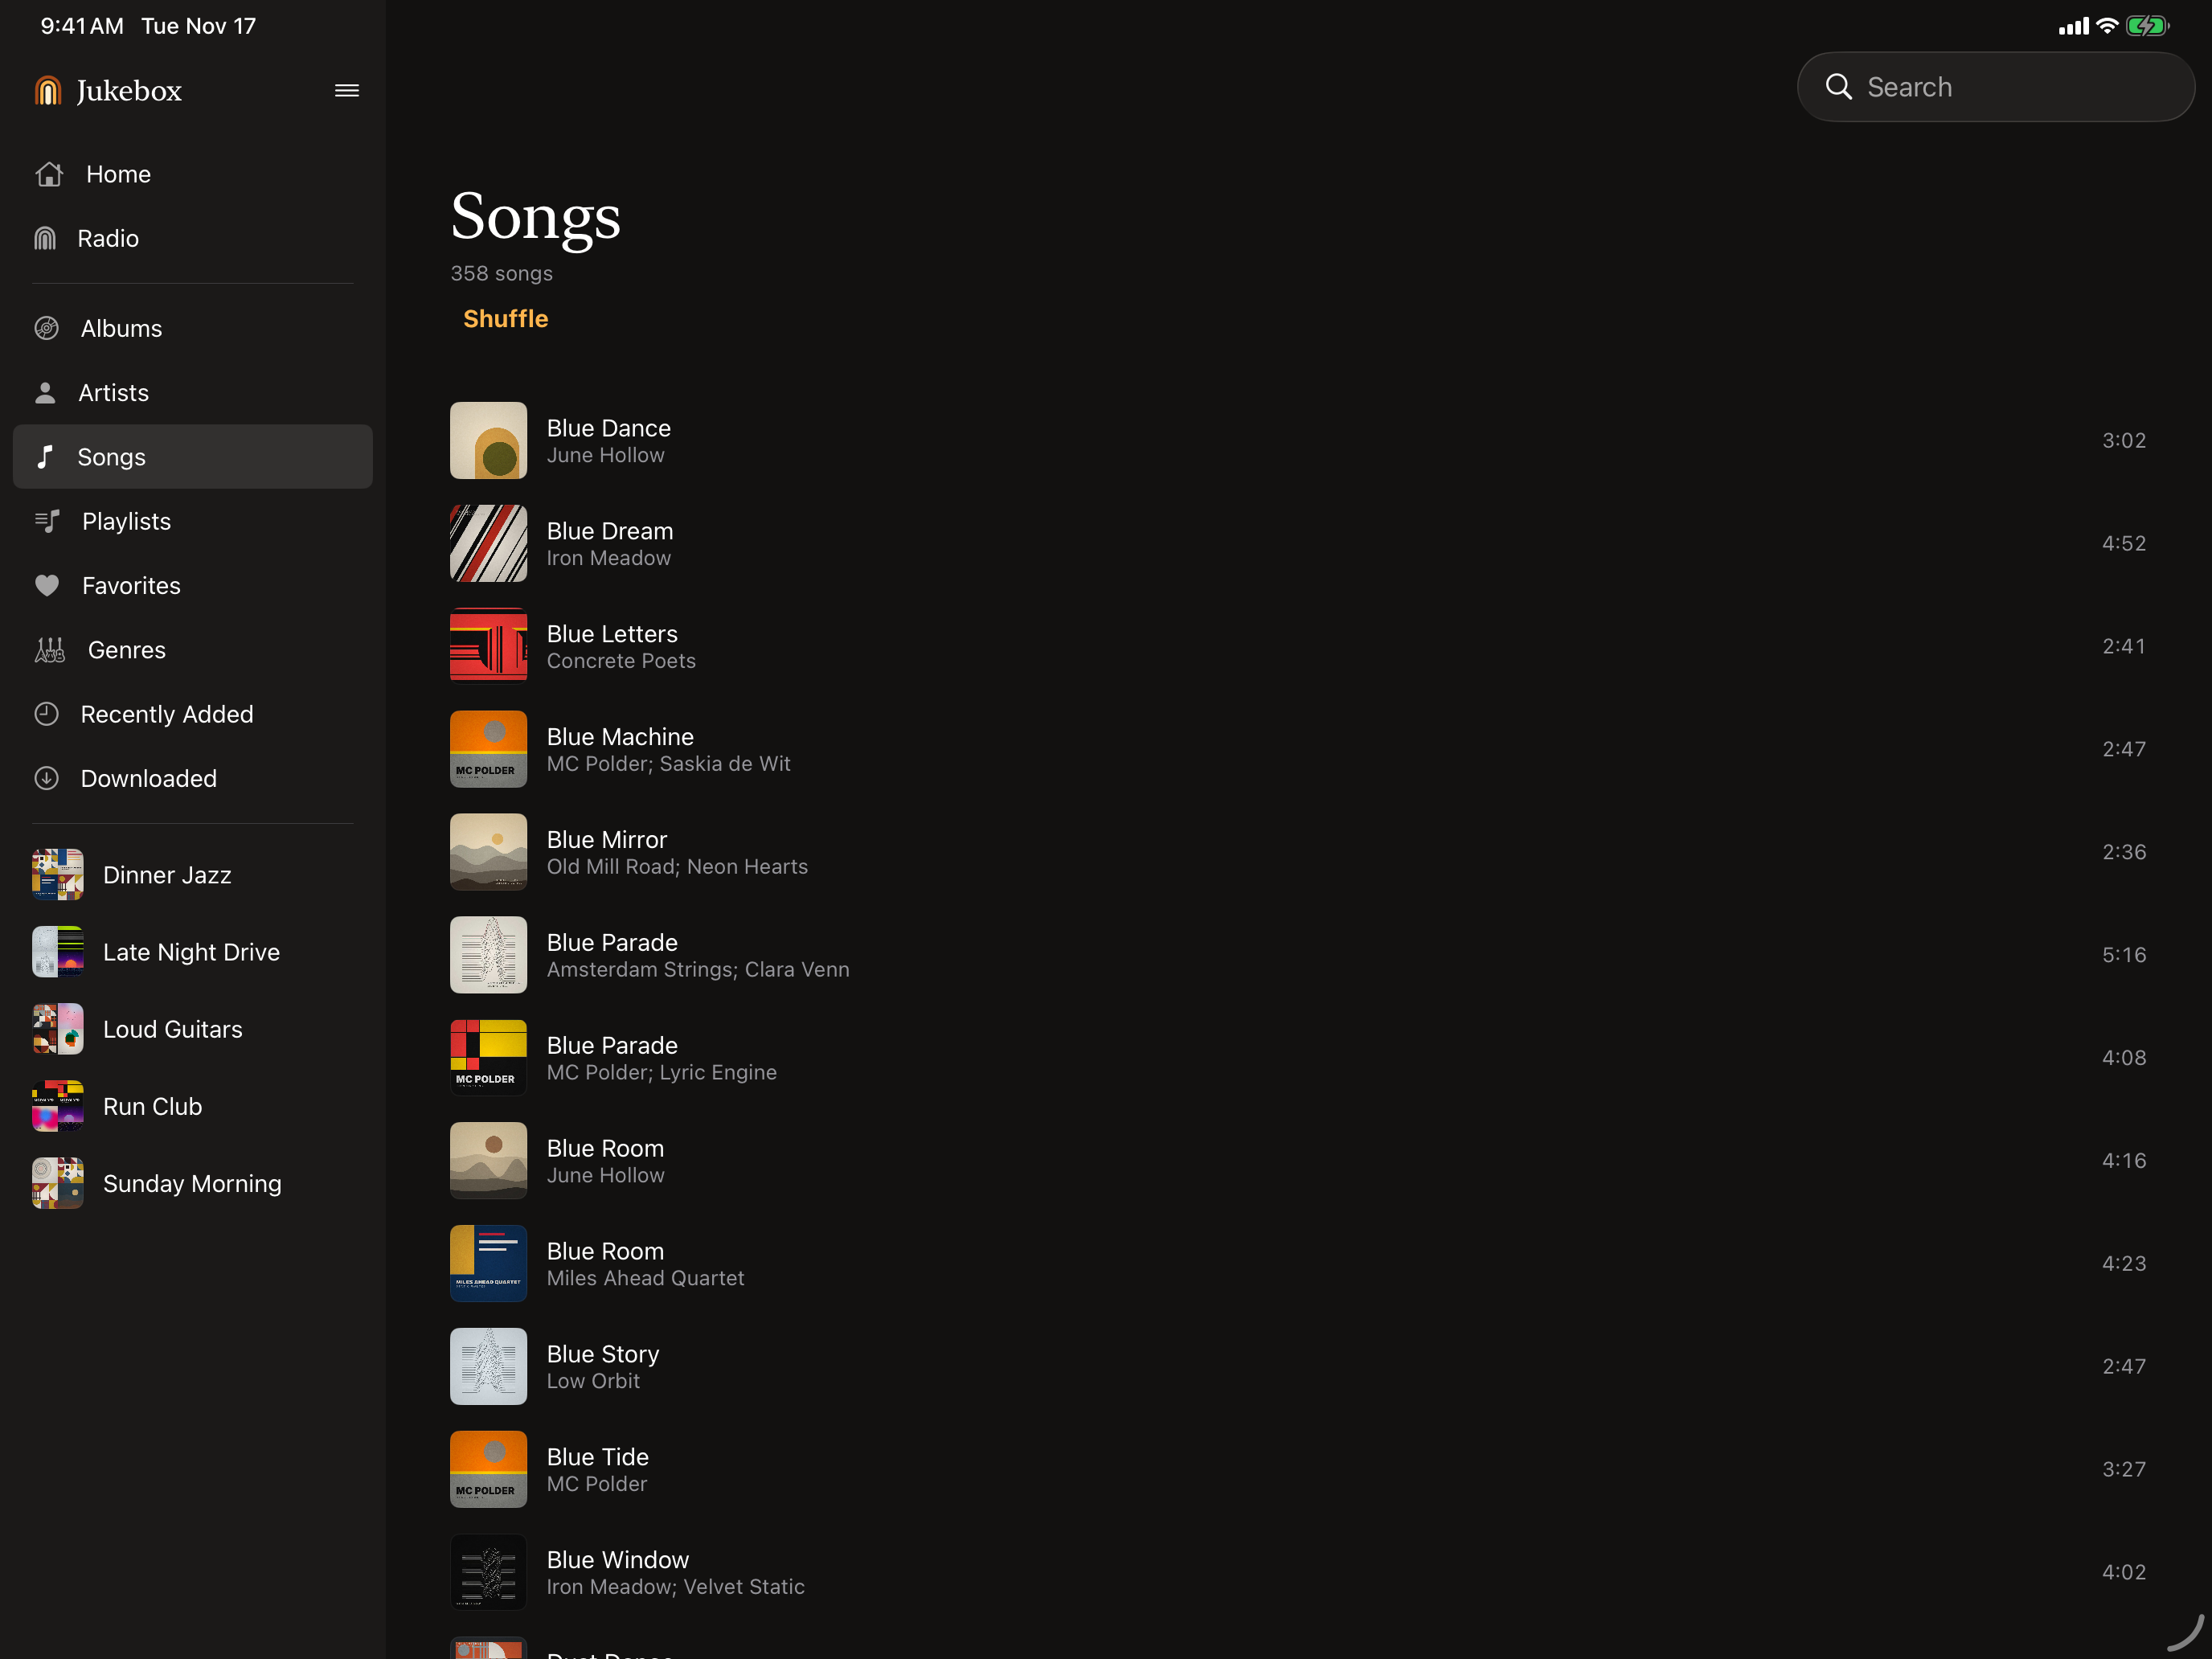 9:41 AM Tue Nov 17
Jukebox
Search
Home
Radio
Albums
Artists
Songs
Playlists
Favorites
Genres
Recently Added
Downloaded
Dinner Jazz
Late Night Drive
Loud Guitars
Run Club
Sunday Morning
Songs
358 songs
Shuffle
Blue Dance
June Hollow
3:02
Blue Dream
Iron Meadow
4:52
Blue Letters
Concrete Poets
2:41
MC POLDER
Blue Machine
MC Polder; Saskia de Wit
2:47
Blue Mirror
Old Mill Road; Neon Hearts
2:36
Blue Parade
Amsterdam Strings; Clara Venn
5:16
MC POLDER
Blue Parade
MC Polder; Lyric Engine
4:08
Blue Room
June Hollow
4:16
MILES AHEAD QUARTET
Blue Room
Miles Ahead Quartet
4:23
Blue Story
Low Orbit
2:47
MC POLDER
Blue Tide
MC Polder
3:27
Blue Window
Iron Meadow; Velvet Static
4:02